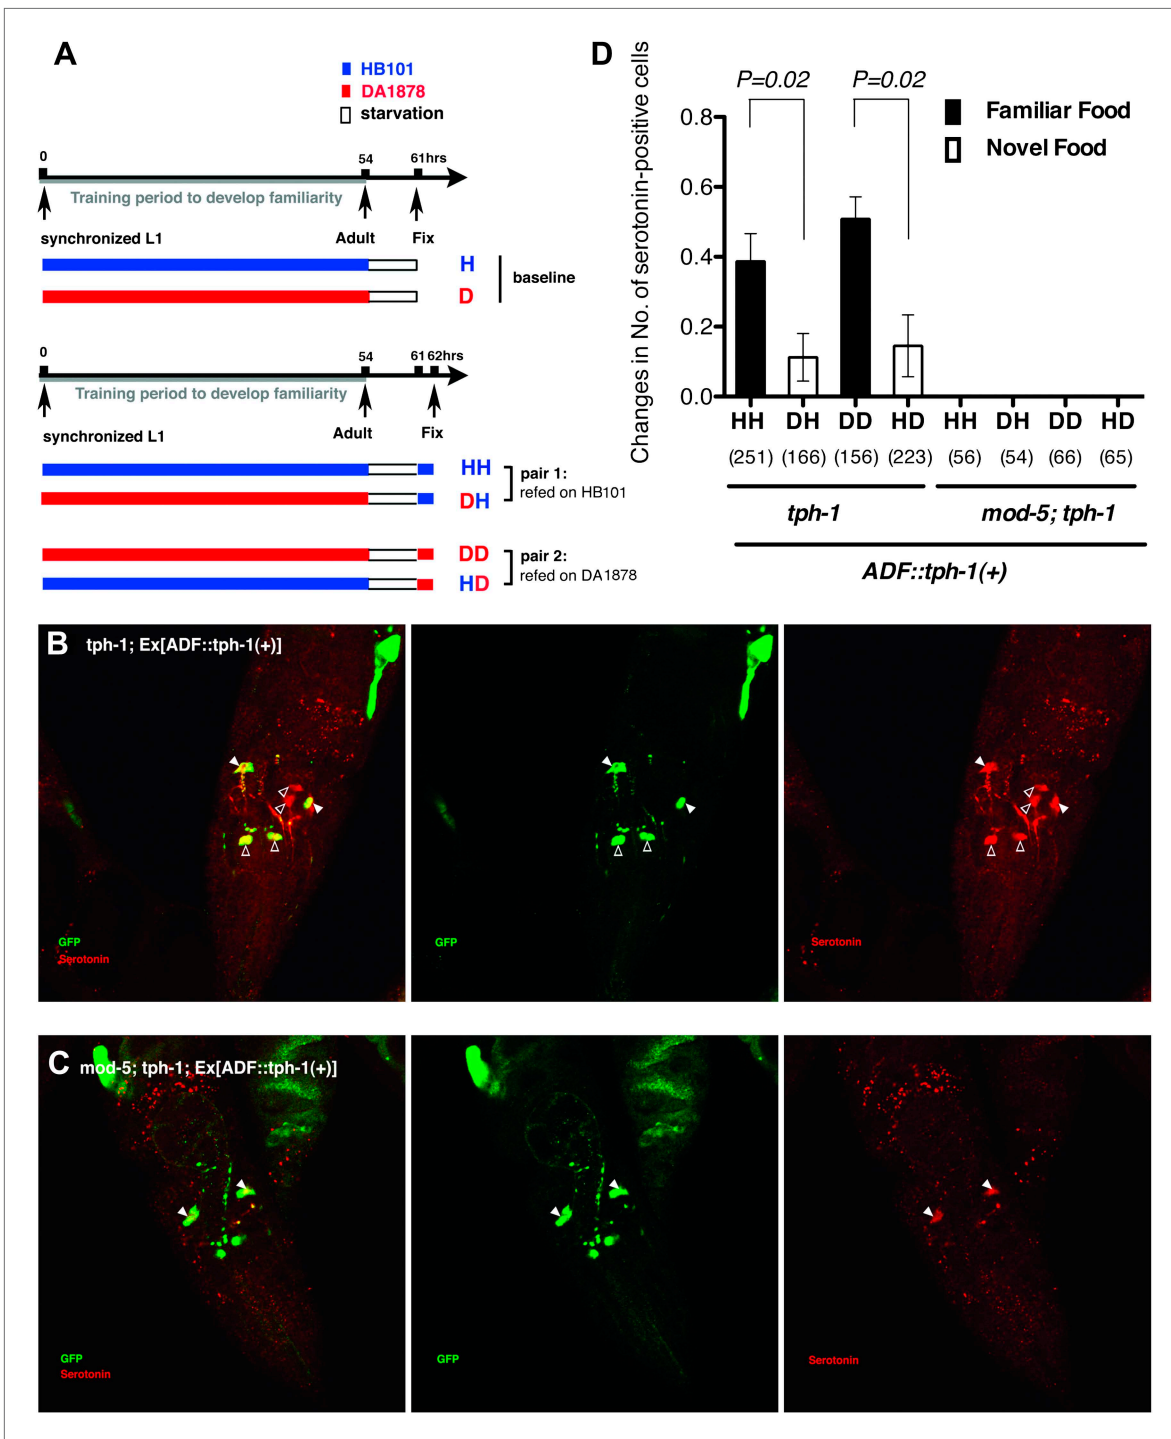 A
HB101
DA1878
starvation
0
54
61hrs
Training period to develop familiarity
synchronized L1
Adult
Fix
H
D
baseline
0
54
61 62hrs
Training period to develop familiarity
synchronized L1
Adult
Fix
HH
DH
pair 1:
refed on HB101
DD
HD
pair 2:
refed on DA1878
D
Changes in No. of serotonin-positive cells
P=0.02
P=0.02
Familiar Food
Novel Food
0.8
0.6
0.4
0.2
0.0
HH DH DD HD HH DH DD HD
(251) (166) (156) (223) (56) (54) (66) (65)
tph-1
mod-5; tph-1
ADF::tph-1(+)
B
tph-1; Ex[ADF::tph-1(+)]
GFP
Serotonin
GFP
Serotonin
C
mod-5; tph-1; Ex[ADF::tph-1(+)]
GFP
Serotonin
GFP
Serotonin